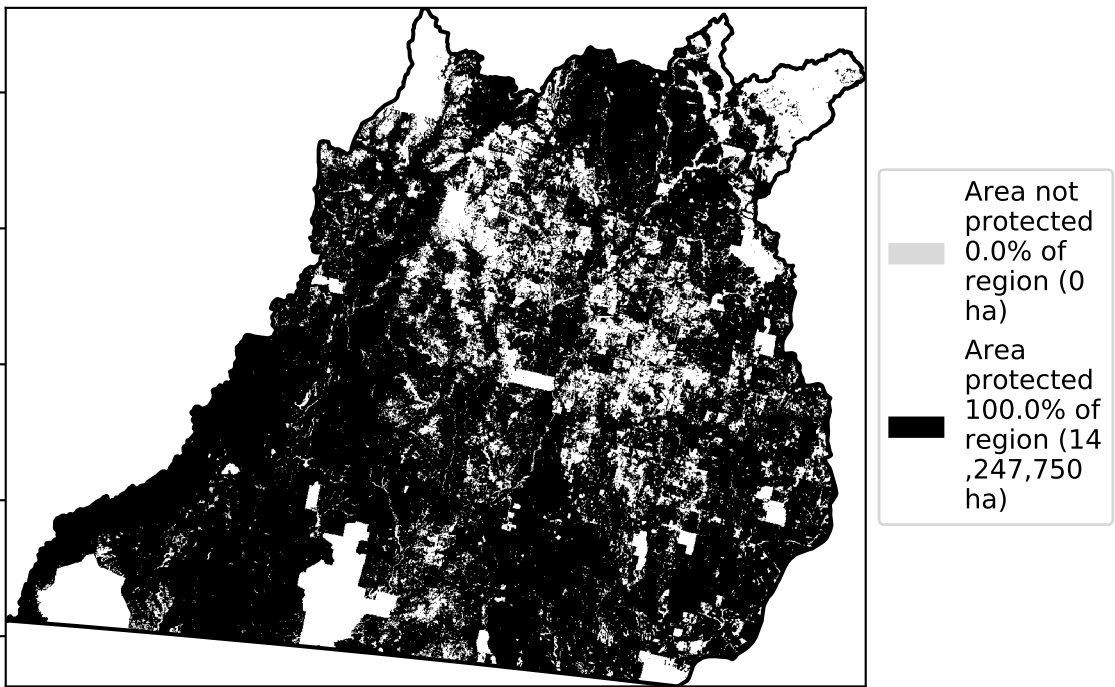 Area not
protected
0.0% of
region (0
ha)
Area
protected
100.0% of
region (14
,247,750
ha)